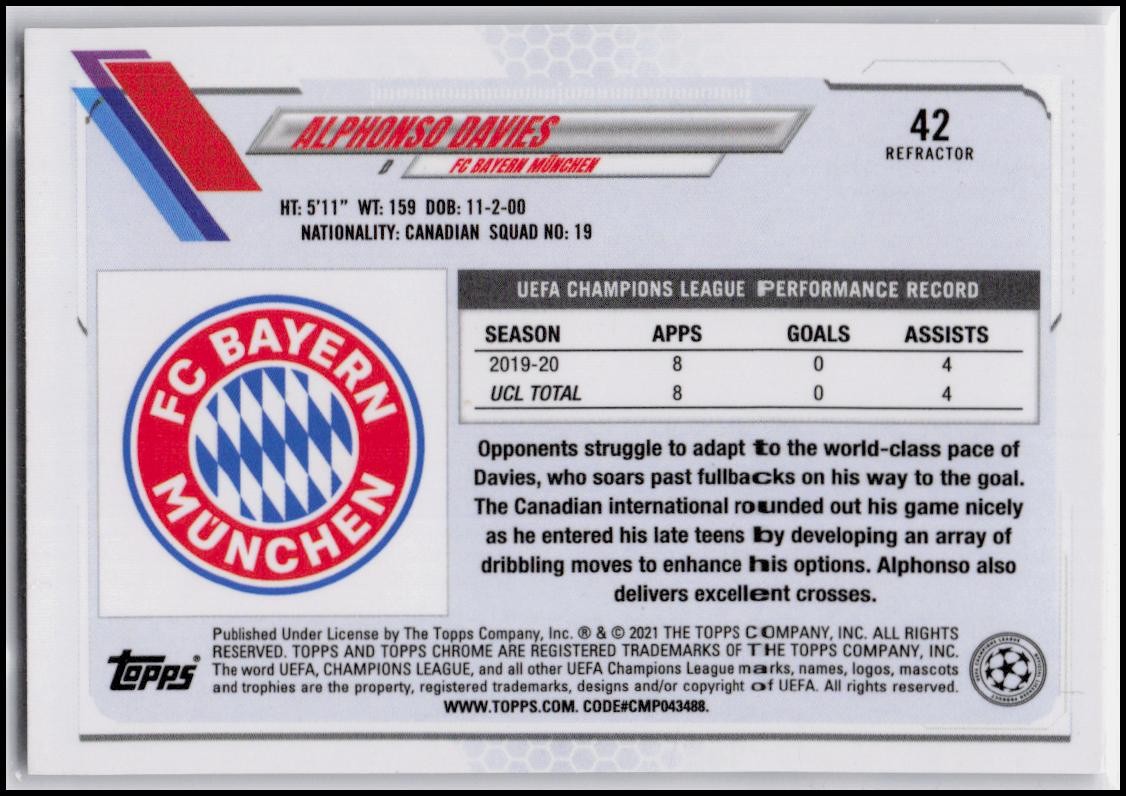 ALPHONSO DAVIES
D FC BAYERN MÜNCHEN
42
REFRACTOR
HT: 5'11" WT: 159 DOB: 11-2-00
NATIONALITY: CANADIAN SQUAD NO: 19
FC BAYERN
MÜNCHEN
UEFA CHAMPIONS LEAGUE PERFORMANCE RECORD
SEASON APPS GOALS ASSISTS
2019-20 8 0 4
UCL TOTAL 8 0 4
Opponents struggle to adapt to the world-class pace of
Davies, who soars past fullbacks on his way to the goal.
The Canadian international rounded out his game nicely
as he entered his late teens by developing an array of
dribbling moves to enhance his options. Alphonso also
delivers excellent crosses.
topps®
Published Under License by The Topps Company, Inc. ® & © 2021 THE TOPPS COMPANY, INC. ALL RIGHTS
RESERVED. TOPPS AND TOPPS CHROME ARE REGISTERED TRADEMARKS OF THE TOPPS COMPANY, INC.
The word UEFA, CHAMPIONS LEAGUE, and all other UEFA Champions League marks, names, logos, mascots
and trophies are the property, registered trademarks, designs and/or copyright of UEFA. All rights reserved.
WWW.TOPPS.COM. CODE#CMP043488.